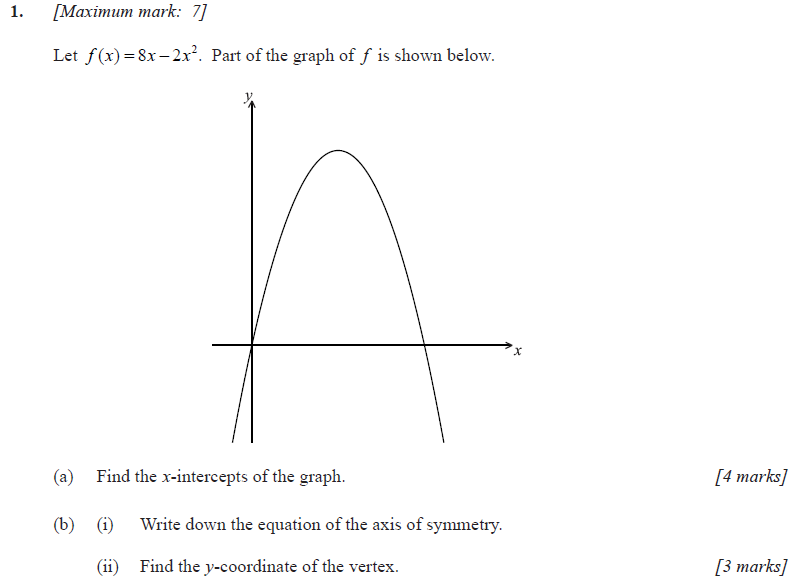 1. [Maximum mark: 7]
Let f(x) = 8x – 2x². Part of the graph of f is shown below.
y
x
(a) Find the x-intercepts of the graph. [4 marks]
(b) (i) Write down the equation of the axis of symmetry.
(ii) Find the y-coordinate of the vertex. [3 marks]